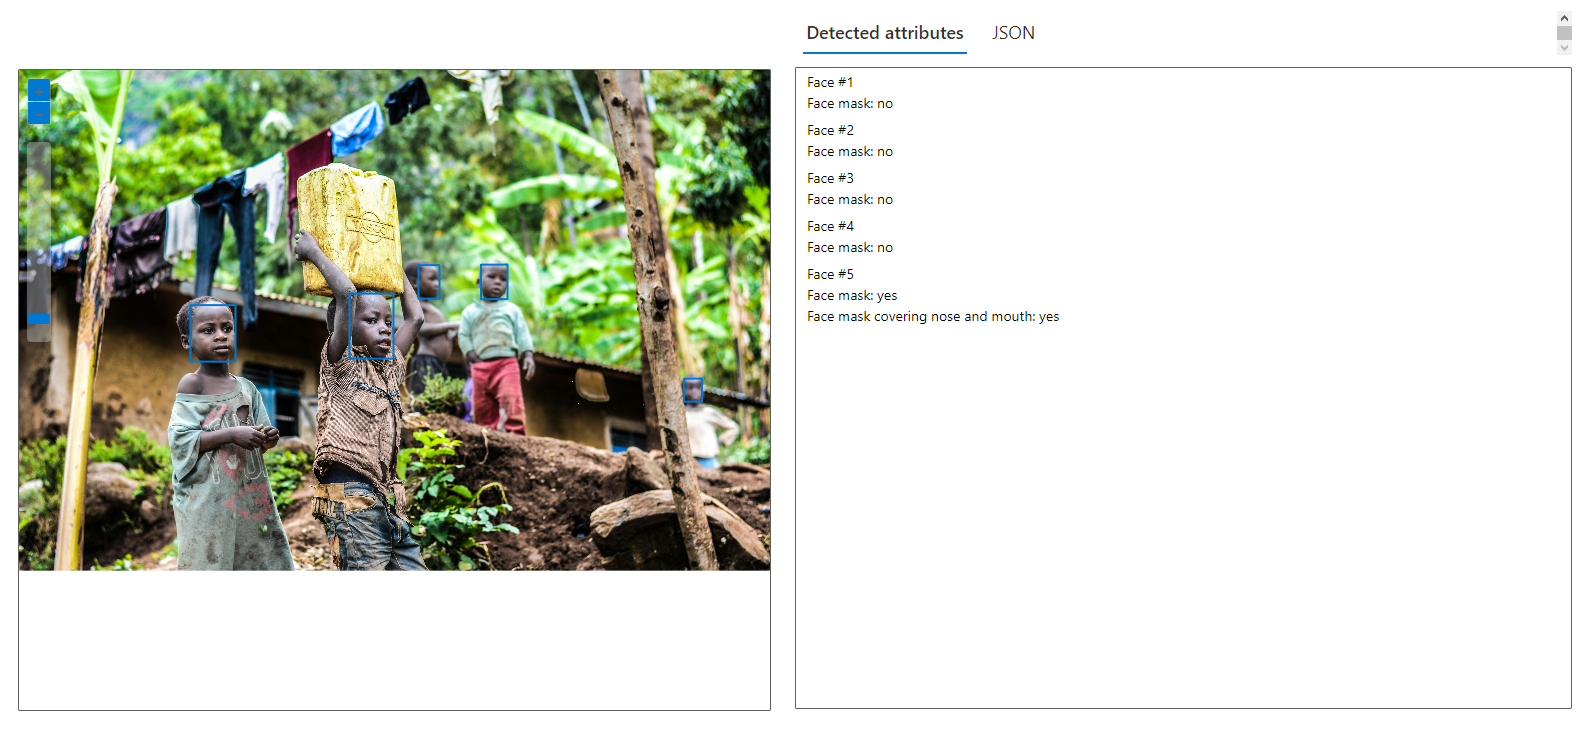 Detected attributes JSON
Face #1
Face mask: no
Face #2
Face mask: no
Face #3
Face mask: no
Face #4
Face mask: no
Face #5
Face mask: yes
Face mask covering nose and mouth: yes